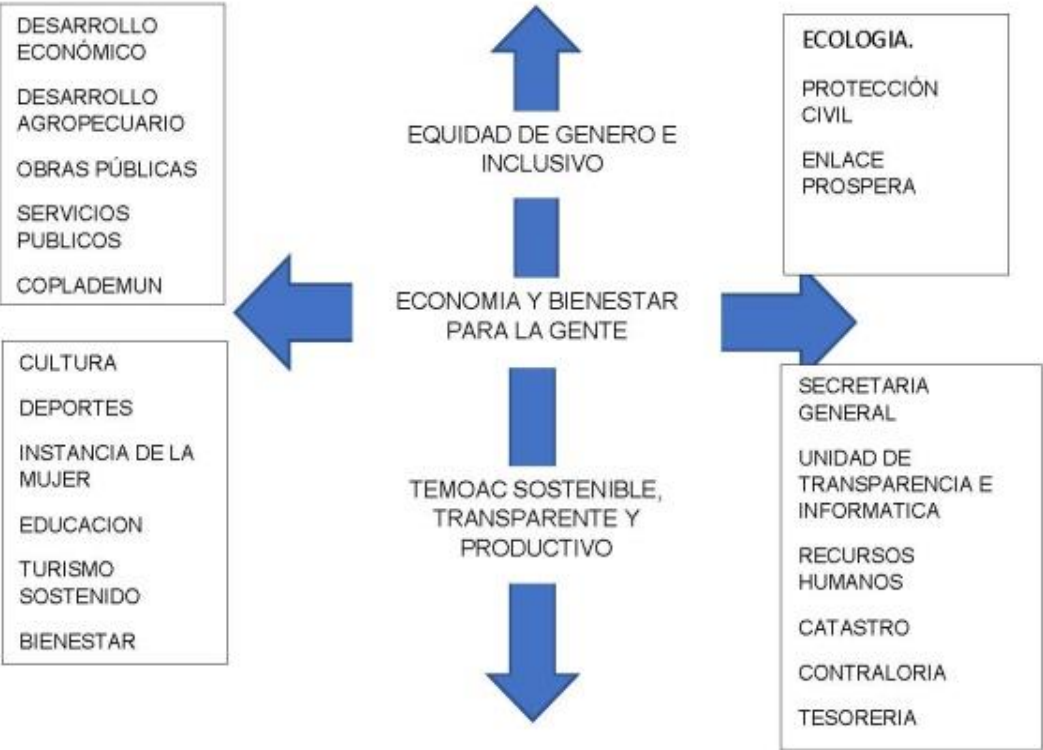 DESARROLLO
ECONÓMICO
DESARROLLO
AGROPECUARIO
OBRAS PÚBLICAS
SERVICIOS
PUBLICOS
COPLADEMUN
CULTURA
DEPORTES
INSTANCIA DE LA
MUJER
EDUCACION
TURISMO
SOSTENIDO
BIENESTAR
EQUIDAD DE GENERO E
INCLUSIVO
ECONOMIA Y BIENESTAR
PARA LA GENTE
TEMOAC SOSTENIBLE,
TRANSPARENTE Y
PRODUCTIVO
ECOLOGIA.
PROTECCIÓN
CIVIL
ENLACE
PROSPERA
SECRETARIA
GENERAL
UNIDAD DE
TRANSPARENCIA E
INFORMATICA
RECURSOS
HUMANOS
CATASTRO
CONTRALORIA
TESORERIA